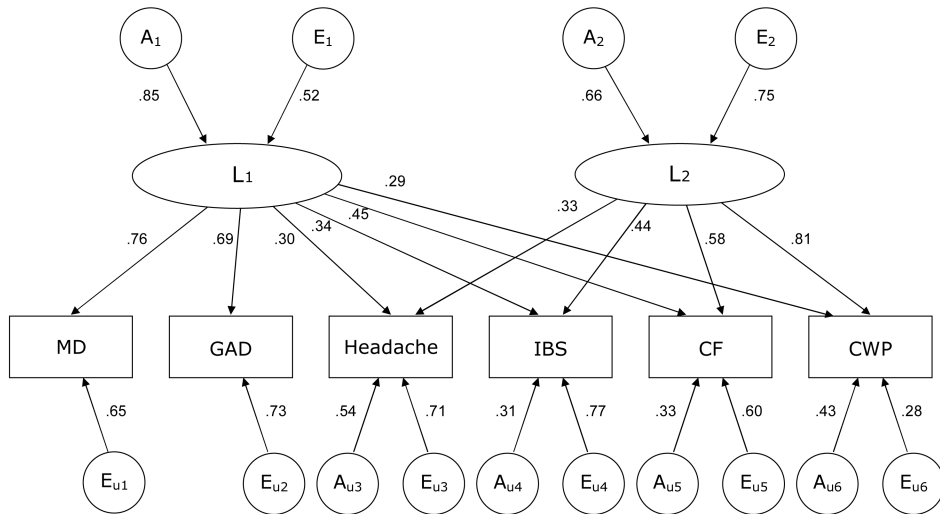 A1 E1 A2 E2
.85 .52 .66 .75
L1 L2
.29
.33
.45
.76 .69 .30 .34 .44 .58 .81
MD GAD Headache IBS CF CWP
.65 .73 .54 .71 .31 .77 .33 .60 .43 .28
Eu1 Eu2 Au3 Eu3 Au4 Eu4 Au5 Eu5 Au6 Eu6